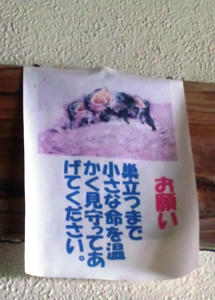 お願い
巣立つまで
小さな命を温
かく見守ってあ
げてください。